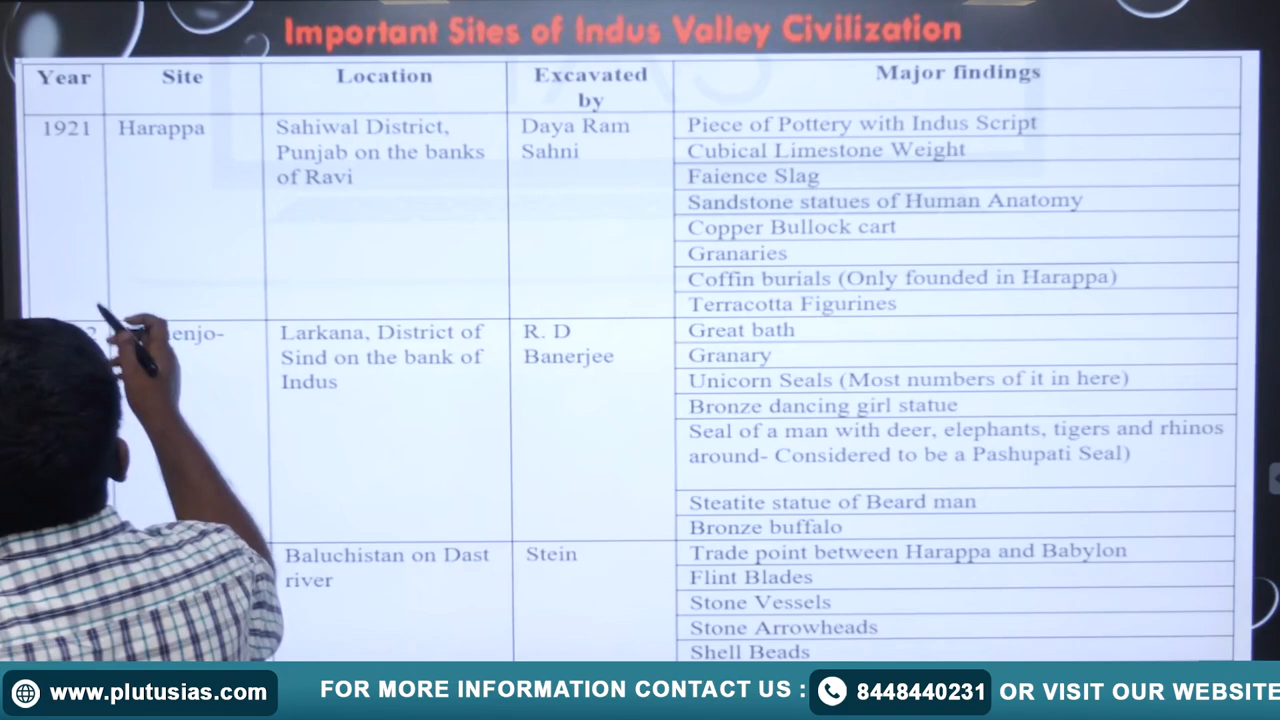 Important Sites of Indus Valley Civilization
Year Site Location Excavated by Major findings
1921 Harappa Sahiwal District, Punjab on the banks of Ravi Daya Ram Sahni
Piece of Pottery with Indus Script
Cubical Limestone Weight
Faience Slag
Sandstone statues of Human Anatomy
Copper Bullock cart
Granaries
Coffin burials (Only founded in Harappa)
Terracotta Figurines
Larkana, District of Sind on the bank of Indus R. D Banerjee
Great bath
Granary
Unicorn Seals (Most numbers of it in here)
Bronze dancing girl statue
Seal of a man with deer, elephants, tigers and rhinos
around- Considered to be a Pashupati Seal)
Steatite statue of Beard man
Bronze buffalo
Baluchistan on Dast river Stein
Trade point between Harappa and Babylon
Flint Blades
Stone Vessels
Stone Arrowheads
Shell Beads
www.plutusias.com FOR MORE INFORMATION CONTACT US : 8448440231 OR VISIT OUR WEBSITE